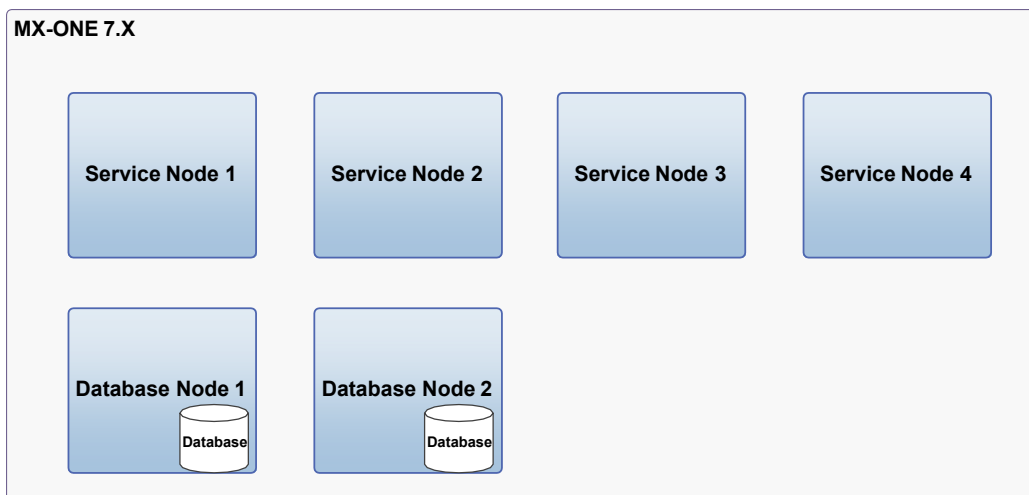 MX-ONE 7.X
Service Node 1
Service Node 2
Service Node 3
Service Node 4
Database Node 1
Database
Database Node 2
Database